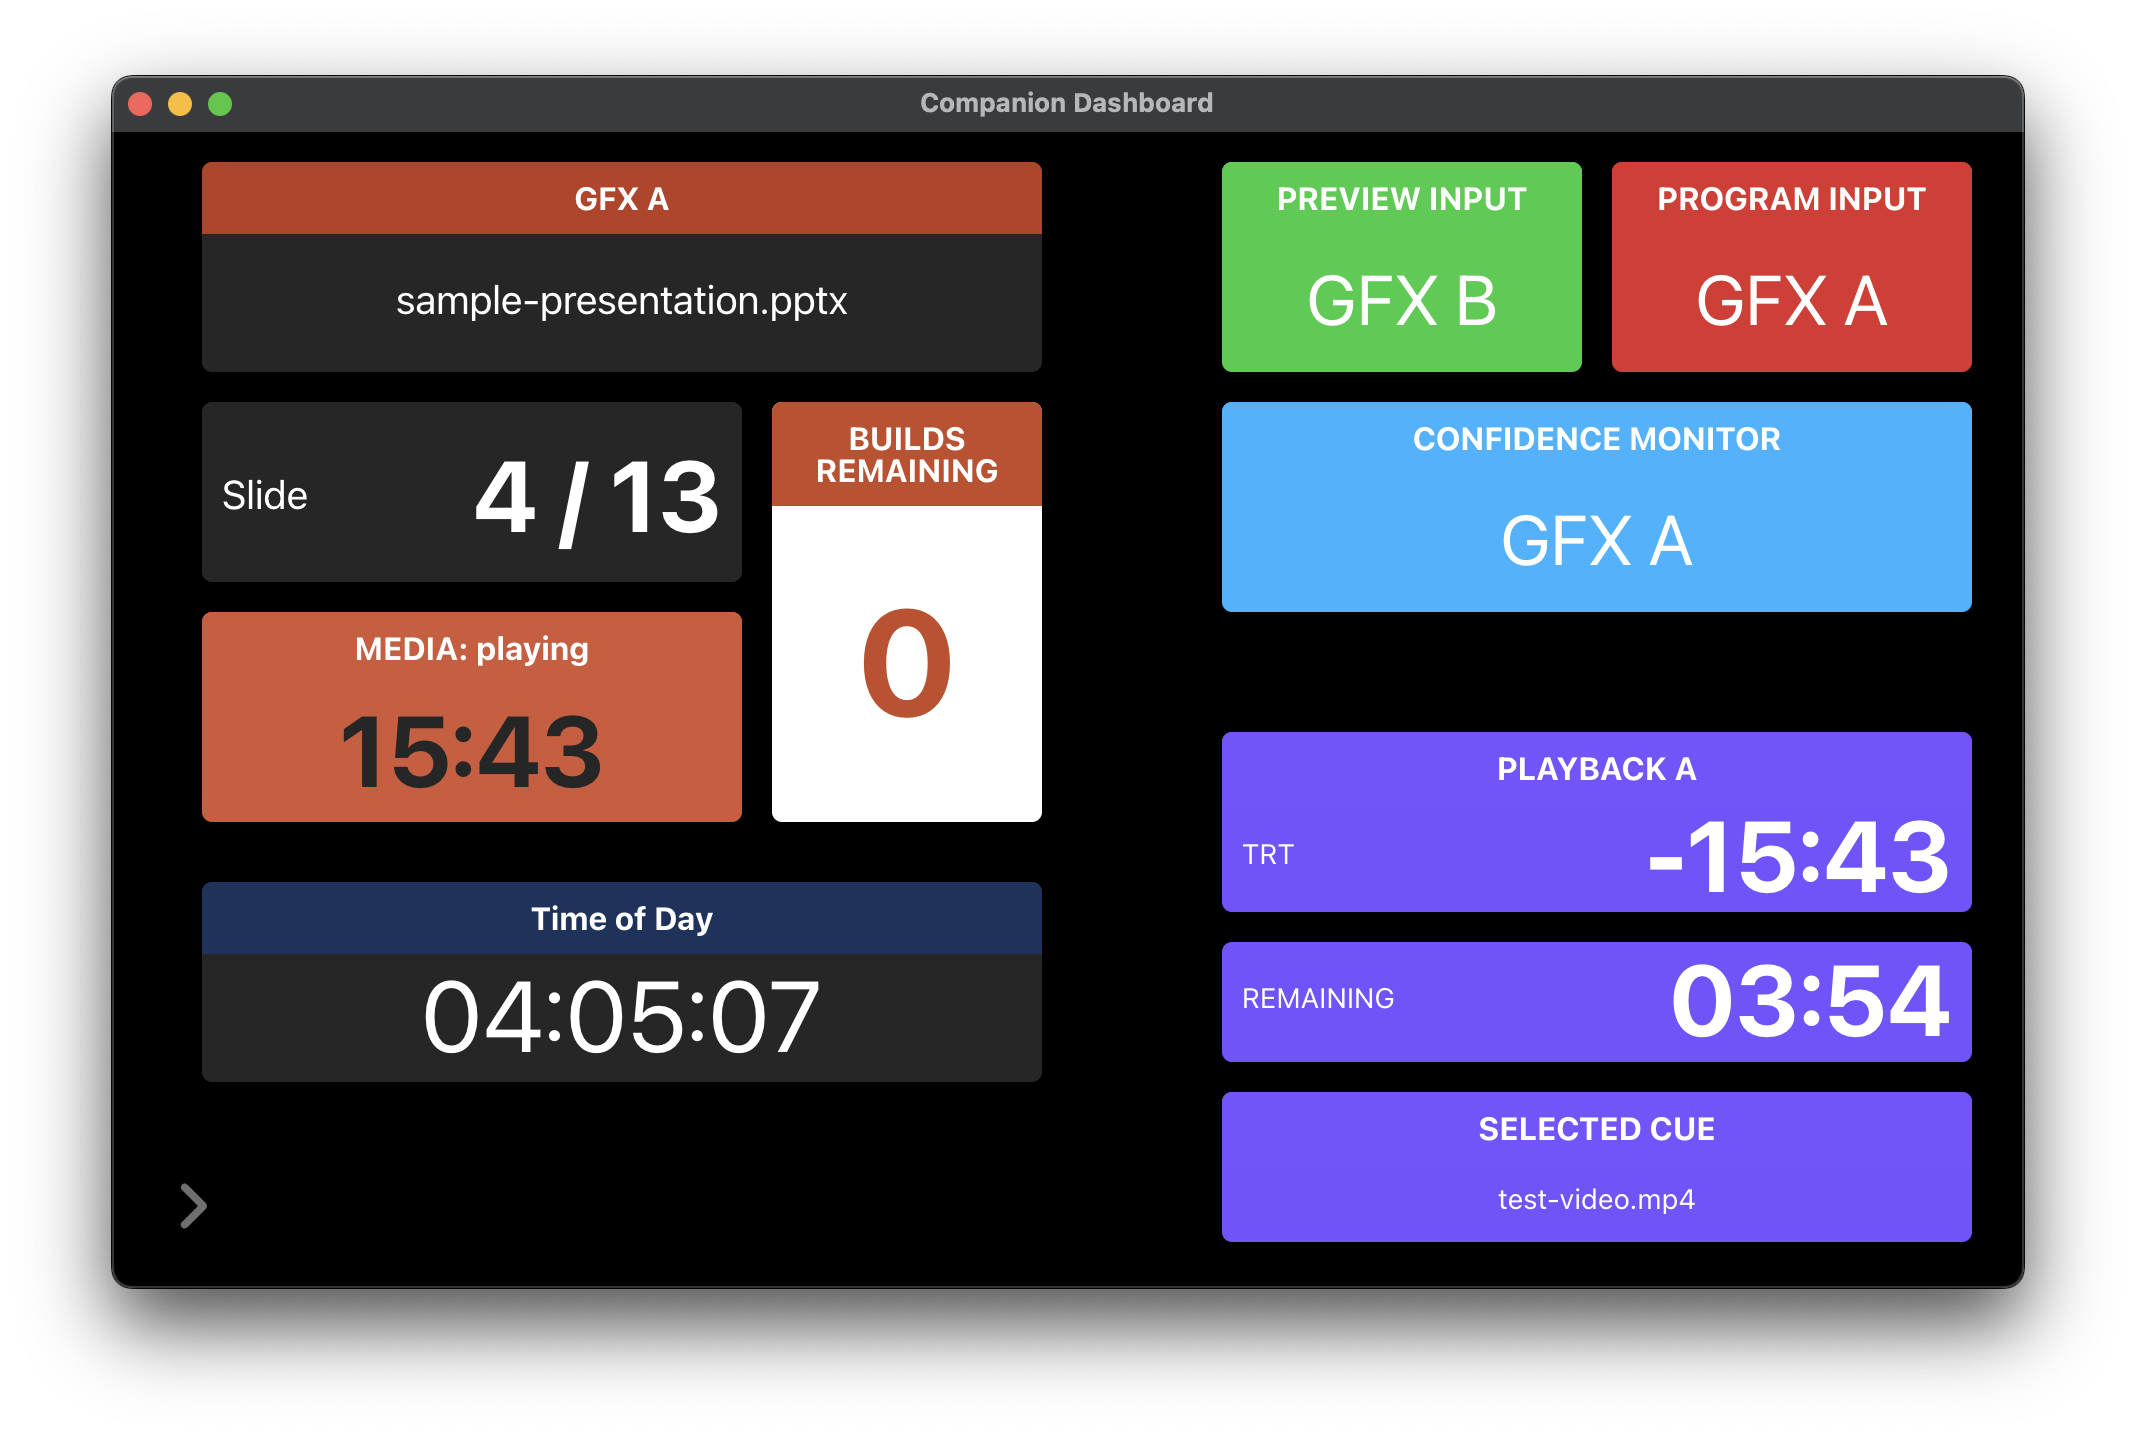 Companion Dashboard
GFX A
sample-presentation.pptx
Slide
4 / 13
BUILDS
REMAINING
0
MEDIA: playing
15:43
Time of Day
04:05:07
PREVIEW INPUT
GFX B
PROGRAM INPUT
GFX A
CONFIDENCE MONITOR
GFX A
PLAYBACK A
TRT
-15:43
REMAINING
03:54
SELECTED CUE
test-video.mp4